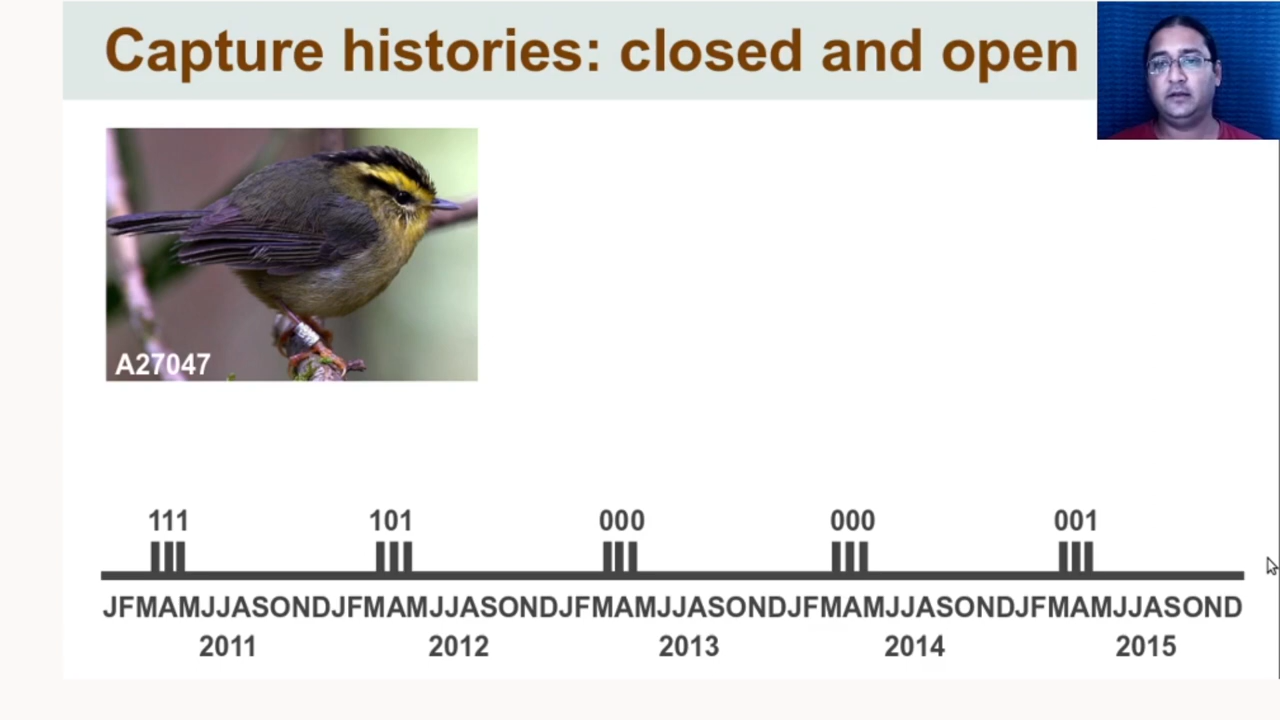 Capture histories: closed and open
A27047
111 101 000 000 001
JFMAMJJASONDJFMAMJJASONDJFMAMJJASONDJFMAMJJASONDJFMAMJJASOND
2011 2012 2013 2014 2015